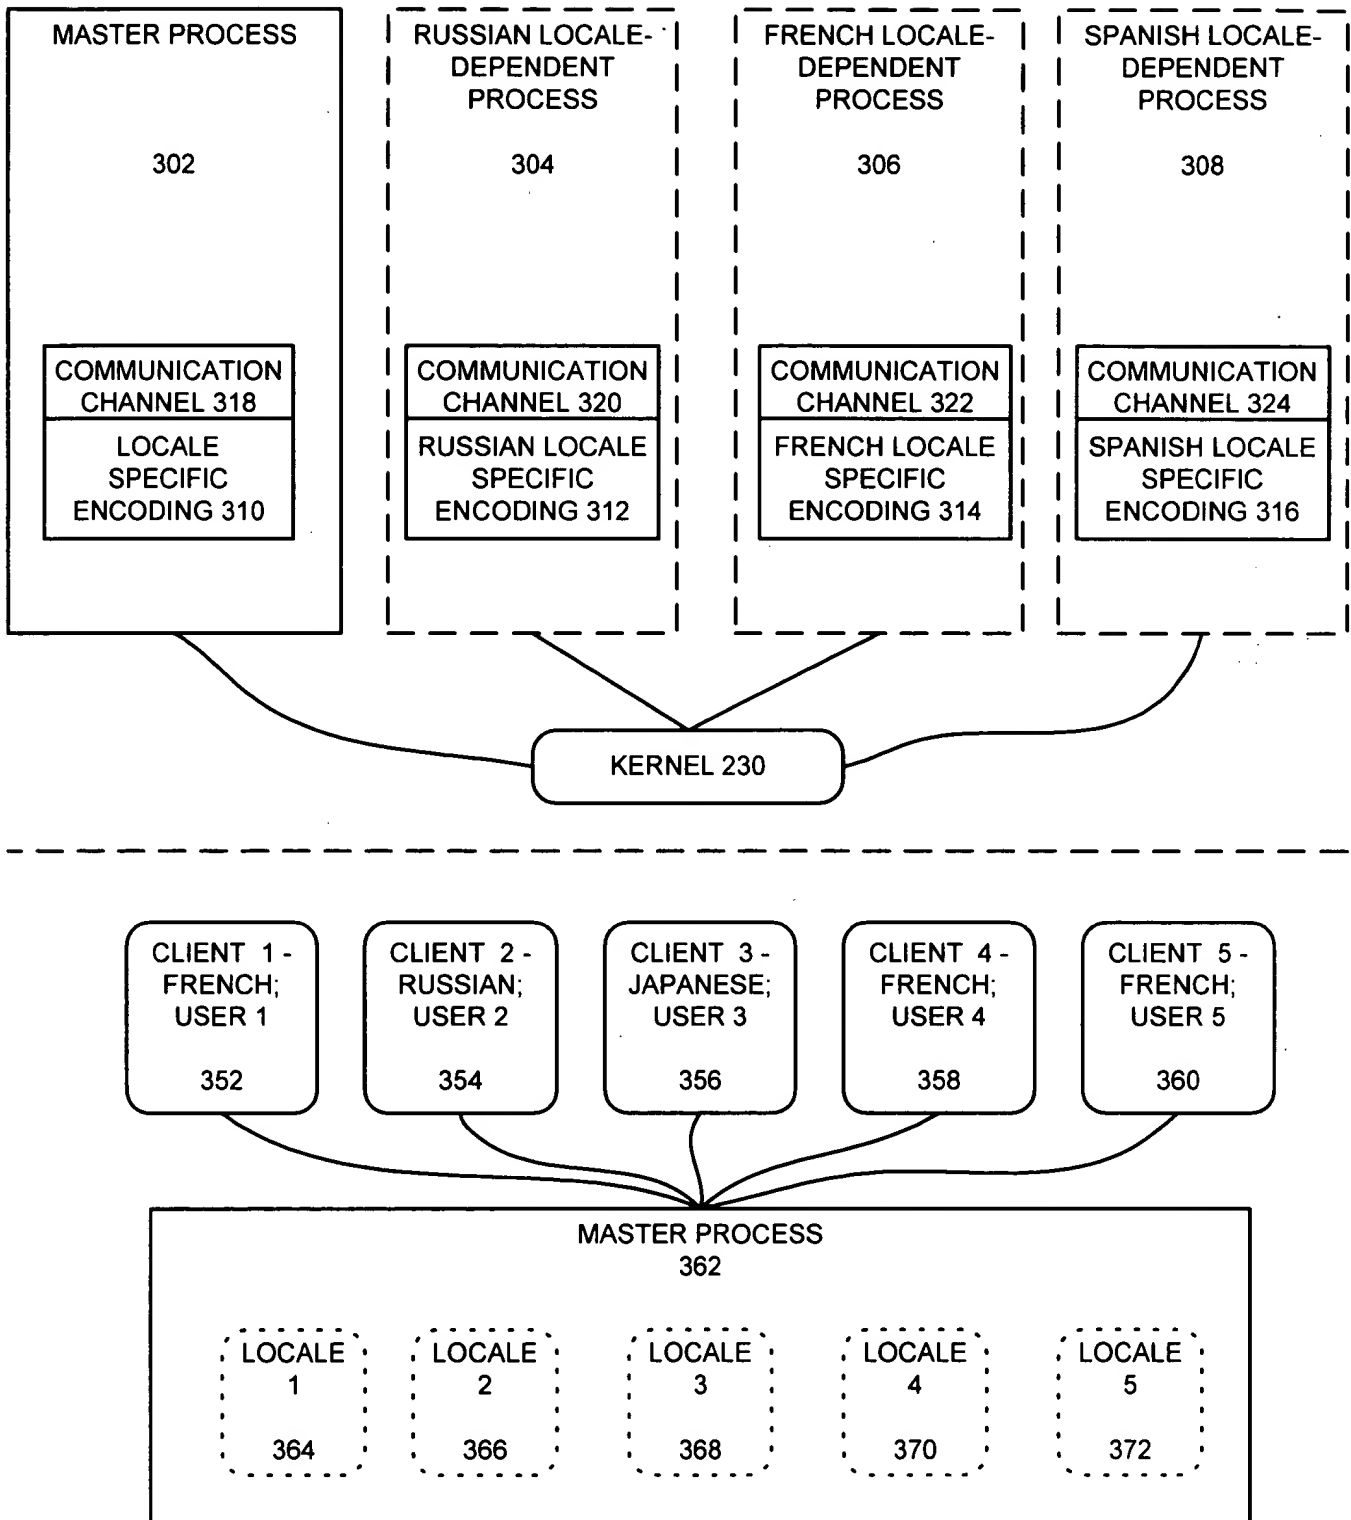 MASTER PROCESS
302
COMMUNICATION
CHANNEL 318
LOCALE
SPECIFIC
ENCODING 310
RUSSIAN LOCALE-
DEPENDENT
PROCESS
304
COMMUNICATION
CHANNEL 320
RUSSIAN LOCALE
SPECIFIC
ENCODING 312
FRENCH LOCALE-
DEPENDENT
PROCESS
306
COMMUNICATION
CHANNEL 322
FRENCH LOCALE
SPECIFIC
ENCODING 314
SPANISH LOCALE-
DEPENDENT
PROCESS
308
COMMUNICATION
CHANNEL 324
SPANISH LOCALE
SPECIFIC
ENCODING 316
KERNEL 230
CLIENT 1 -
FRENCH;
USER 1
352
CLIENT 2 -
RUSSIAN;
USER 2
354
CLIENT 3 -
JAPANESE;
USER 3
356
CLIENT 4 -
FRENCH;
USER 4
358
CLIENT 5 -
FRENCH;
USER 5
360
MASTER PROCESS
362
LOCALE
1
364
LOCALE
2
366
LOCALE
3
368
LOCALE
4
370
LOCALE
5
372